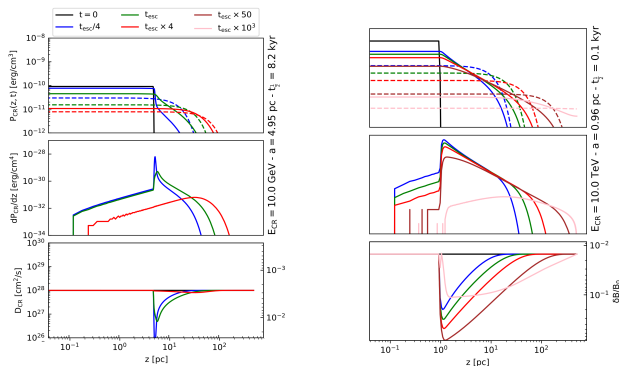 t = 0
t_esc/4
t_esc
t_esc × 4
t_esc × 50
t_esc × 10³
P_CR(z, t) [erg/cm³]
10⁻⁸
10⁻⁹
10⁻¹⁰
10⁻¹¹
10⁻¹²
dP_CR/dz [erg/cm⁴]
10⁻²⁸
10⁻³⁰
10⁻³²
10⁻³⁴
D_CR [cm²/s]
10³⁰
10²⁹
10²⁸
10²⁷
10²⁶
10⁻³
10⁻²
10⁻¹
10⁰
10¹
10²
z [pc]
E_CR = 10.0 GeV - a = 4.95 pc - t_½ = 8.2 kyr
E_CR = 10.0 TeV - a = 0.96 pc - t_½ = 0.1 kyr
10⁻²
10⁻¹
δB/B₀
10⁻¹
10⁰
10¹
10²
z [pc]